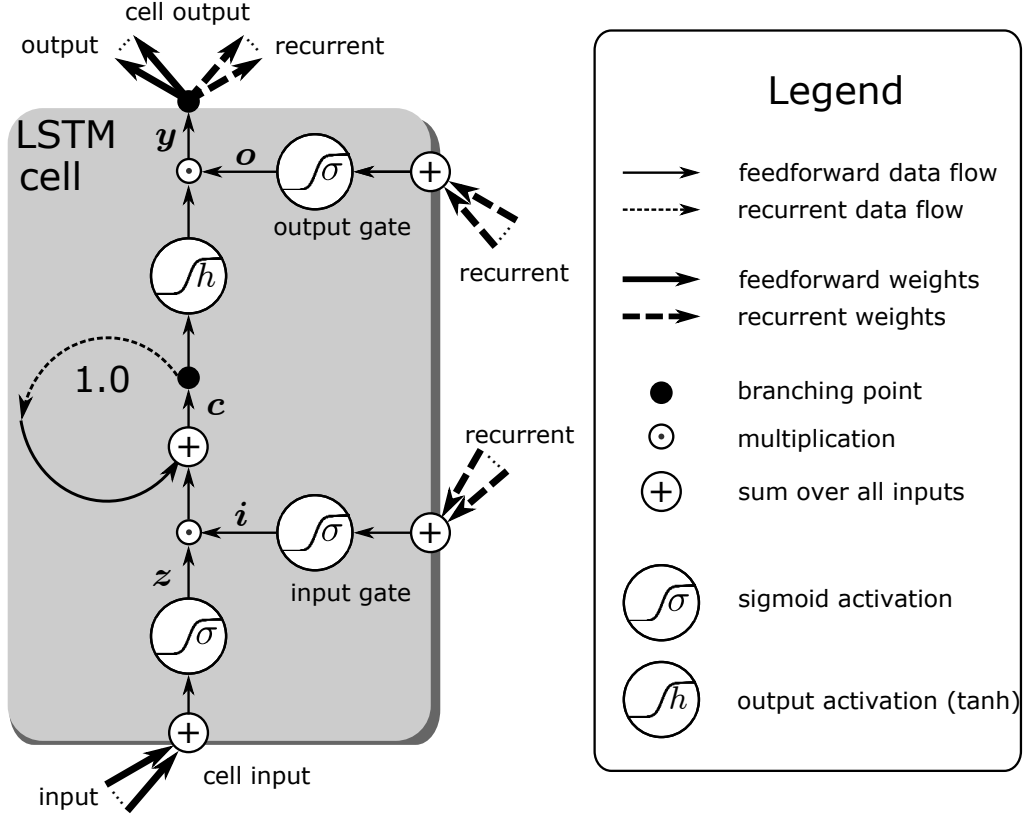 cell output
output
recurrent
LSTM
cell
y
o
σ
+
output gate
recurrent
h
1.0
c
+
recurrent
i
σ
+
input gate
z
σ
+
cell input
input
Legend
feedforward data flow
recurrent data flow
feedforward weights
recurrent weights
branching point
multiplication
+ sum over all inputs
σ sigmoid activation
h output activation (tanh)